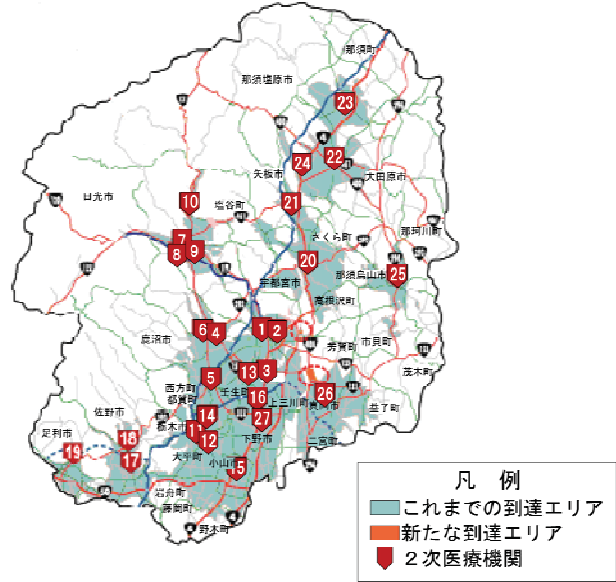 那須町
那須塩原市
23
22
24
矢板市
大田原市
日光市
10
塩谷町
21
那珂川町
さくら町
7
8
9
20
那須烏山市
25
宇都宮市
高根沢町
鹿沼市
6
4
1
2
芳賀町
市貝町
茂木町
5
13
3
西方町
都賀町
壬生町
16
上三川町
真岡市
26
益子町
佐野市
14
栃木市
11
12
27
下野市
二宮町
足利市
18
19
17
大平町
小山市
15
岩舟町
藤岡町
野木町
凡 例
これまでの到達エリア
新たな到達エリア
２次医療機関